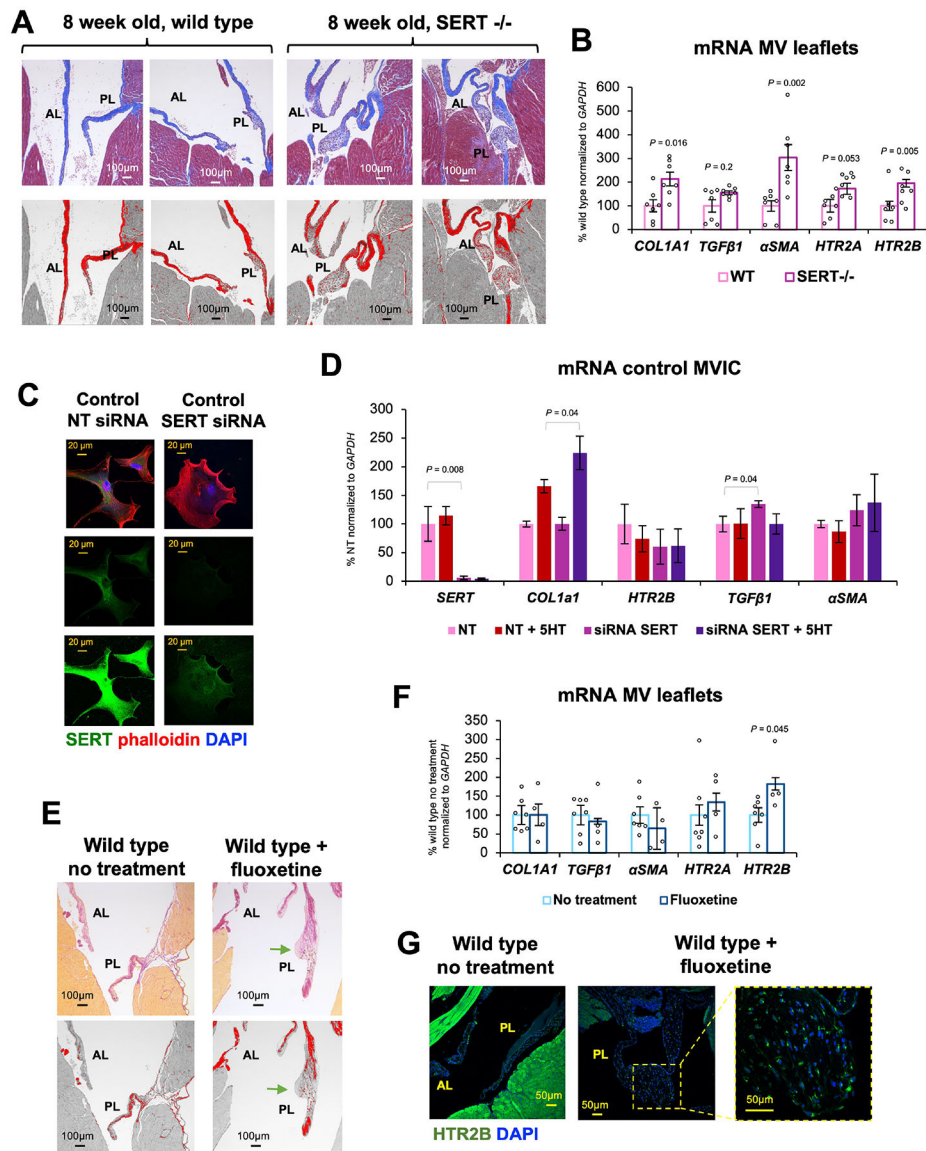 A
8 week old, wild type
8 week old, SERT -/-
AL
PL
100µm
AL
PL
100µm
AL
PL
100µm
AL
PL
100µm
AL
PL
100µm
AL
PL
100µm
AL
PL
100µm
AL
PL
100µm
B
mRNA MV leaflets
% wild type normalized to GAPDH
600
500
400
300
200
100
0
P = 0.016
P = 0.2
P = 0.002
P = 0.053
P = 0.005
COL1A1 TGFβ1 αSMA HTR2A HTR2B
WT SERT-/-
C
Control
NT siRNA
Control
SERT siRNA
20 µm
20 µm
20 µm
20 µm
20 µm
20 µm
SERT phalloidin DAPI
D
mRNA control MVIC
% NT normalized to GAPDH
300
250
200
150
100
50
0
P = 0.008
P = 0.04
P = 0.04
SERT COL1a1 HTR2B TGFβ1 αSMA
NT NT + 5HT siRNA SERT siRNA SERT + 5HT
E
Wild type
no treatment
Wild type +
fluoxetine
AL
PL
100µm
PL
100µm
AL
PL
100µm
PL
100µm
F
mRNA MV leaflets
% wild type no treatment
normalized to GAPDH
350
300
250
200
150
100
50
0
P = 0.045
COL1A1 TGFβ1 αSMA HTR2A HTR2B
No treatment Fluoxetine
G
Wild type
no treatment
Wild type +
fluoxetine
PL
AL
50µm
PL
50µm
50µm
HTR2B DAPI